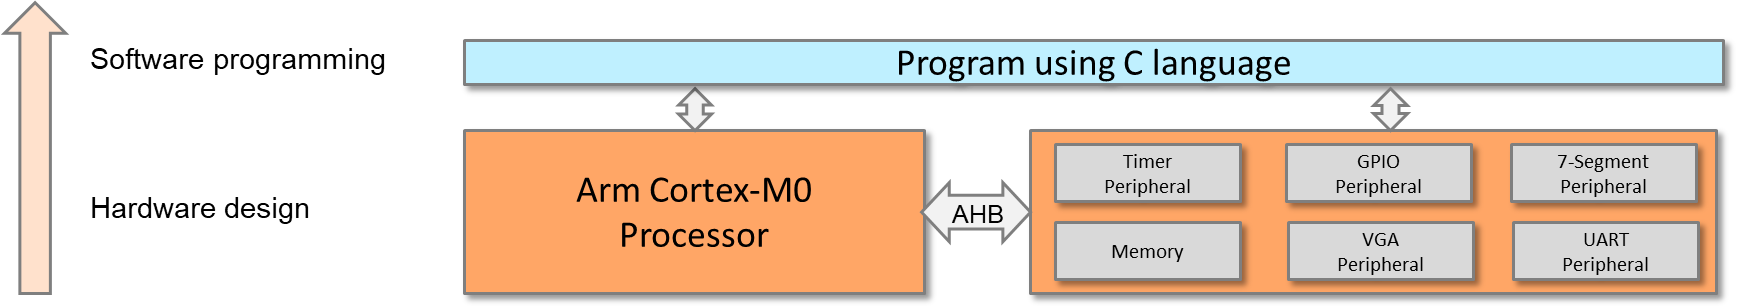 Software programming
Program using C language
Hardware design
Arm Cortex-M0
Processor
AHB
Timer
Peripheral
GPIO
Peripheral
7-Segment
Peripheral
Memory
VGA
Peripheral
UART
Peripheral